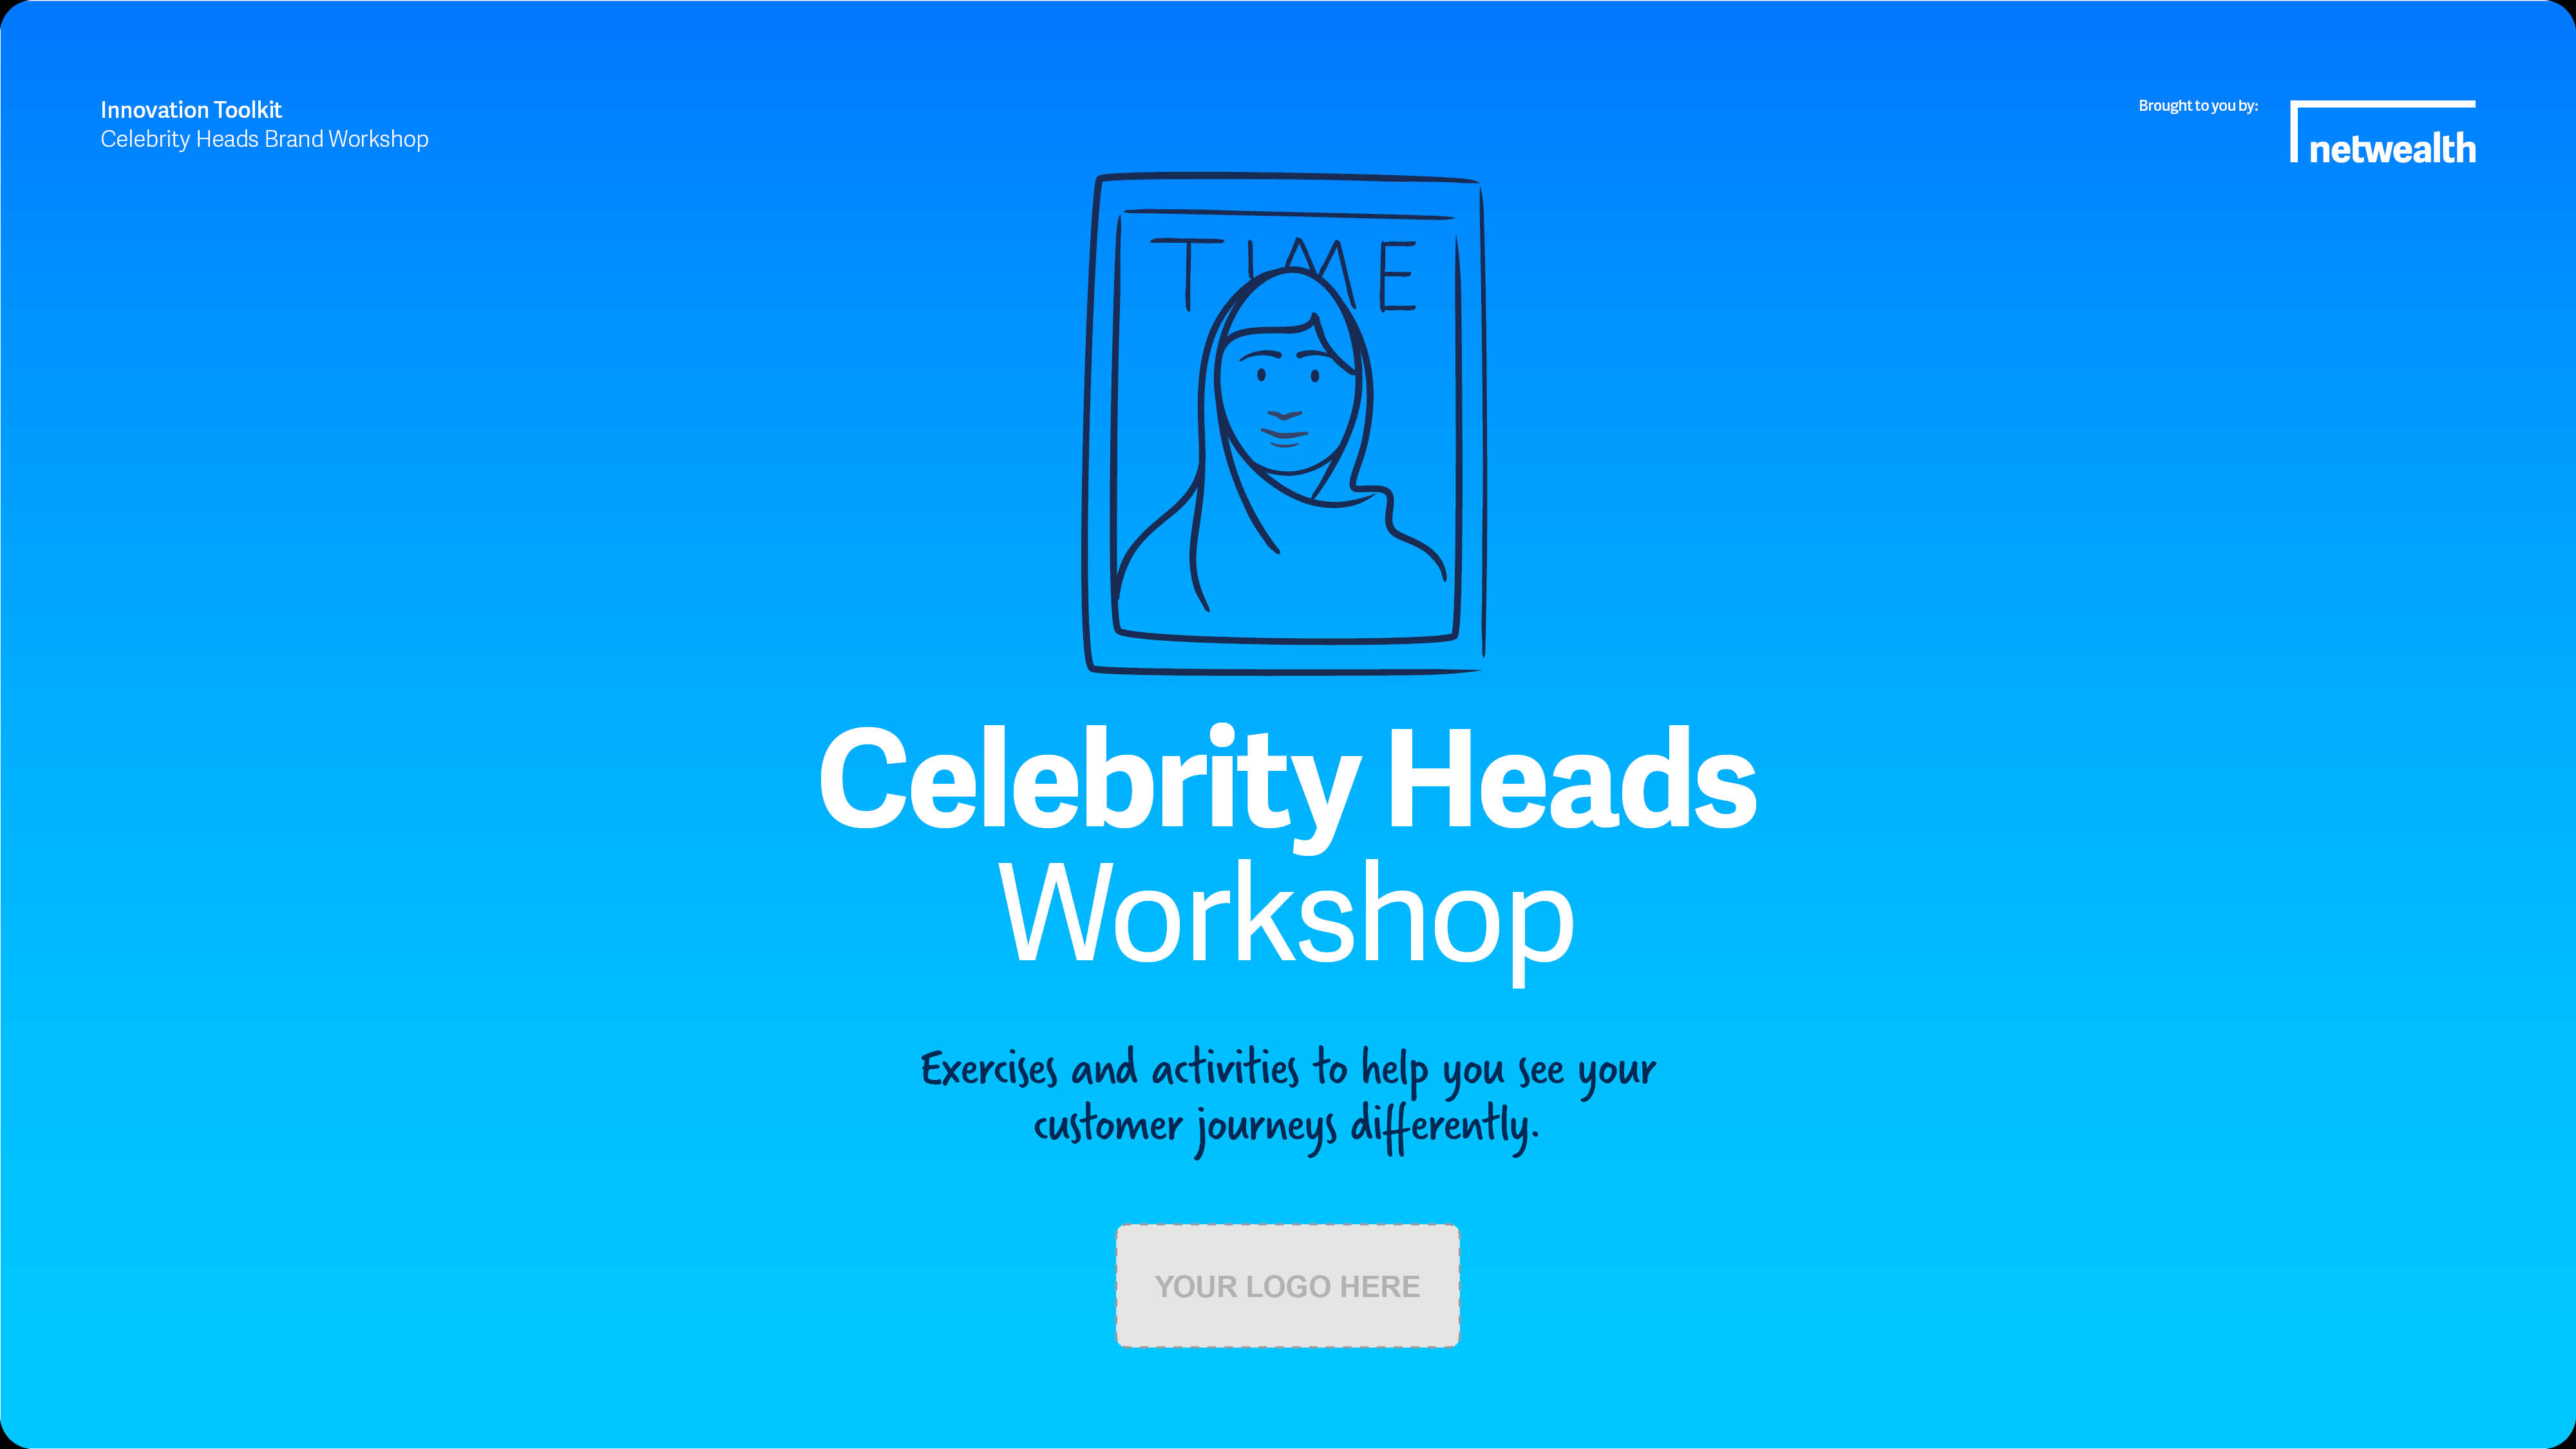 Innovation Toolkit
Celebrity Heads Brand Workshop
Brought to you by:
netwealth
TIME
Celebrity Heads
Workshop
Exercises and activities to help you see your
customer journeys differently.
YOUR LOGO HERE